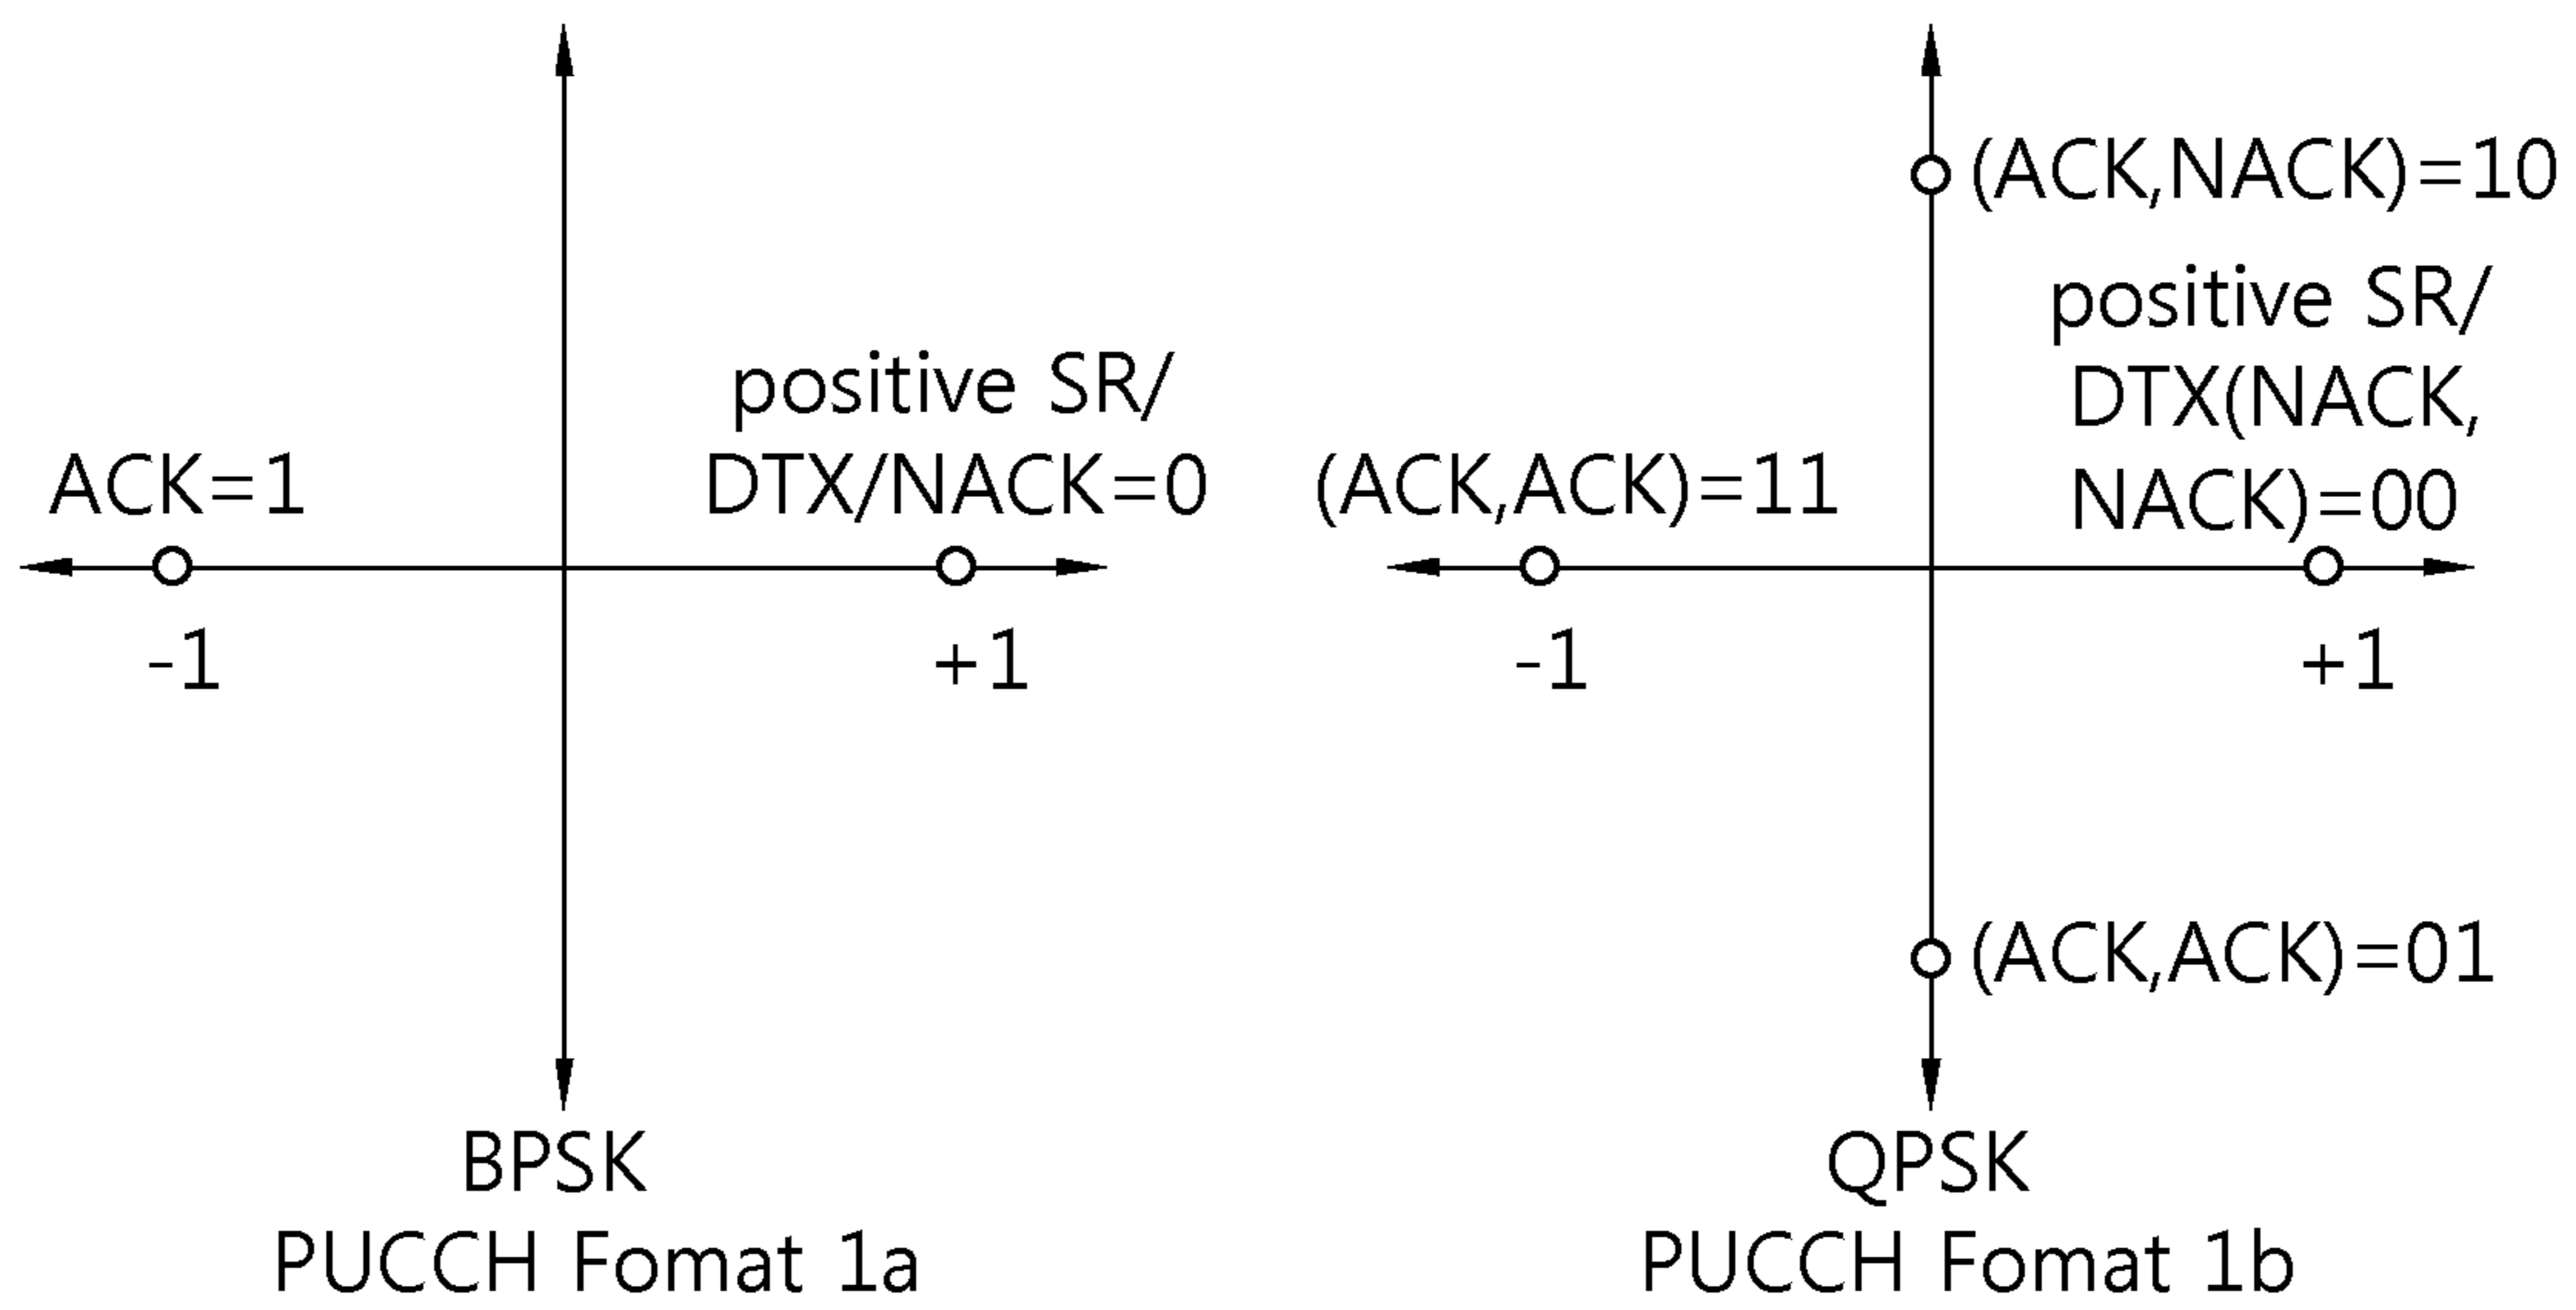 ACK=1
positive SR/
DTX/NACK=0
-1
+1
BPSK
PUCCH Fomat 1a
(ACK,NACK)=10
positive SR/
DTX(NACK,
NACK)=00
(ACK,ACK)=11
-1
+1
(ACK,ACK)=01
QPSK
PUCCH Fomat 1b